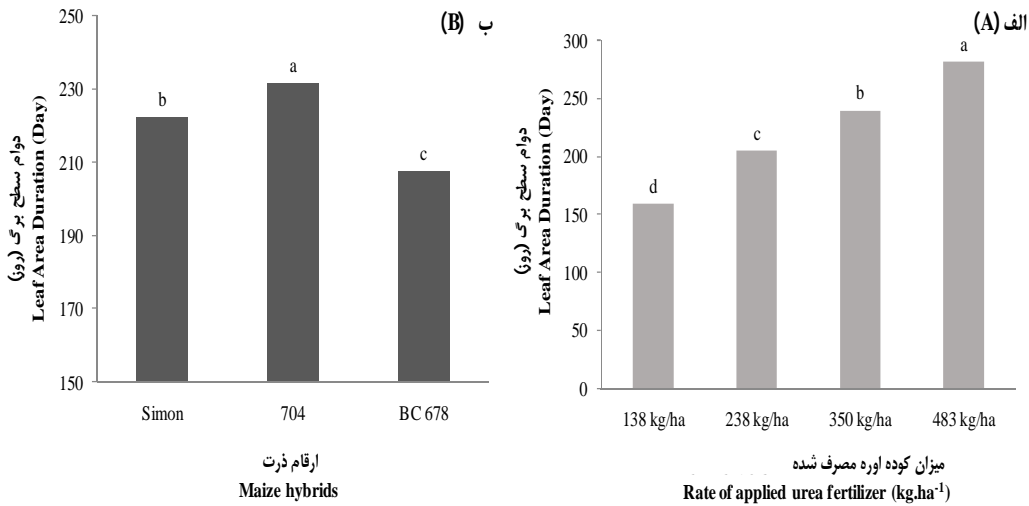 ب (B)
250
230
210
190
170
150
b
a
c
دوام سطح برگ (روز)
Leaf Area Duration (Day)
Simon
704
BC 678
ارقام ذرت
Maize hybrids
الف (A)
300
250
200
150
100
50
0
d
c
b
a
دوام سطح برگ (روز)
Leaf Area Duration (Day)
138 kg/ha
238 kg/ha
350 kg/ha
483 kg/ha
میزان کوده اوره مصرف شده
Rate of applied urea fertilizer (kg.ha⁻¹)